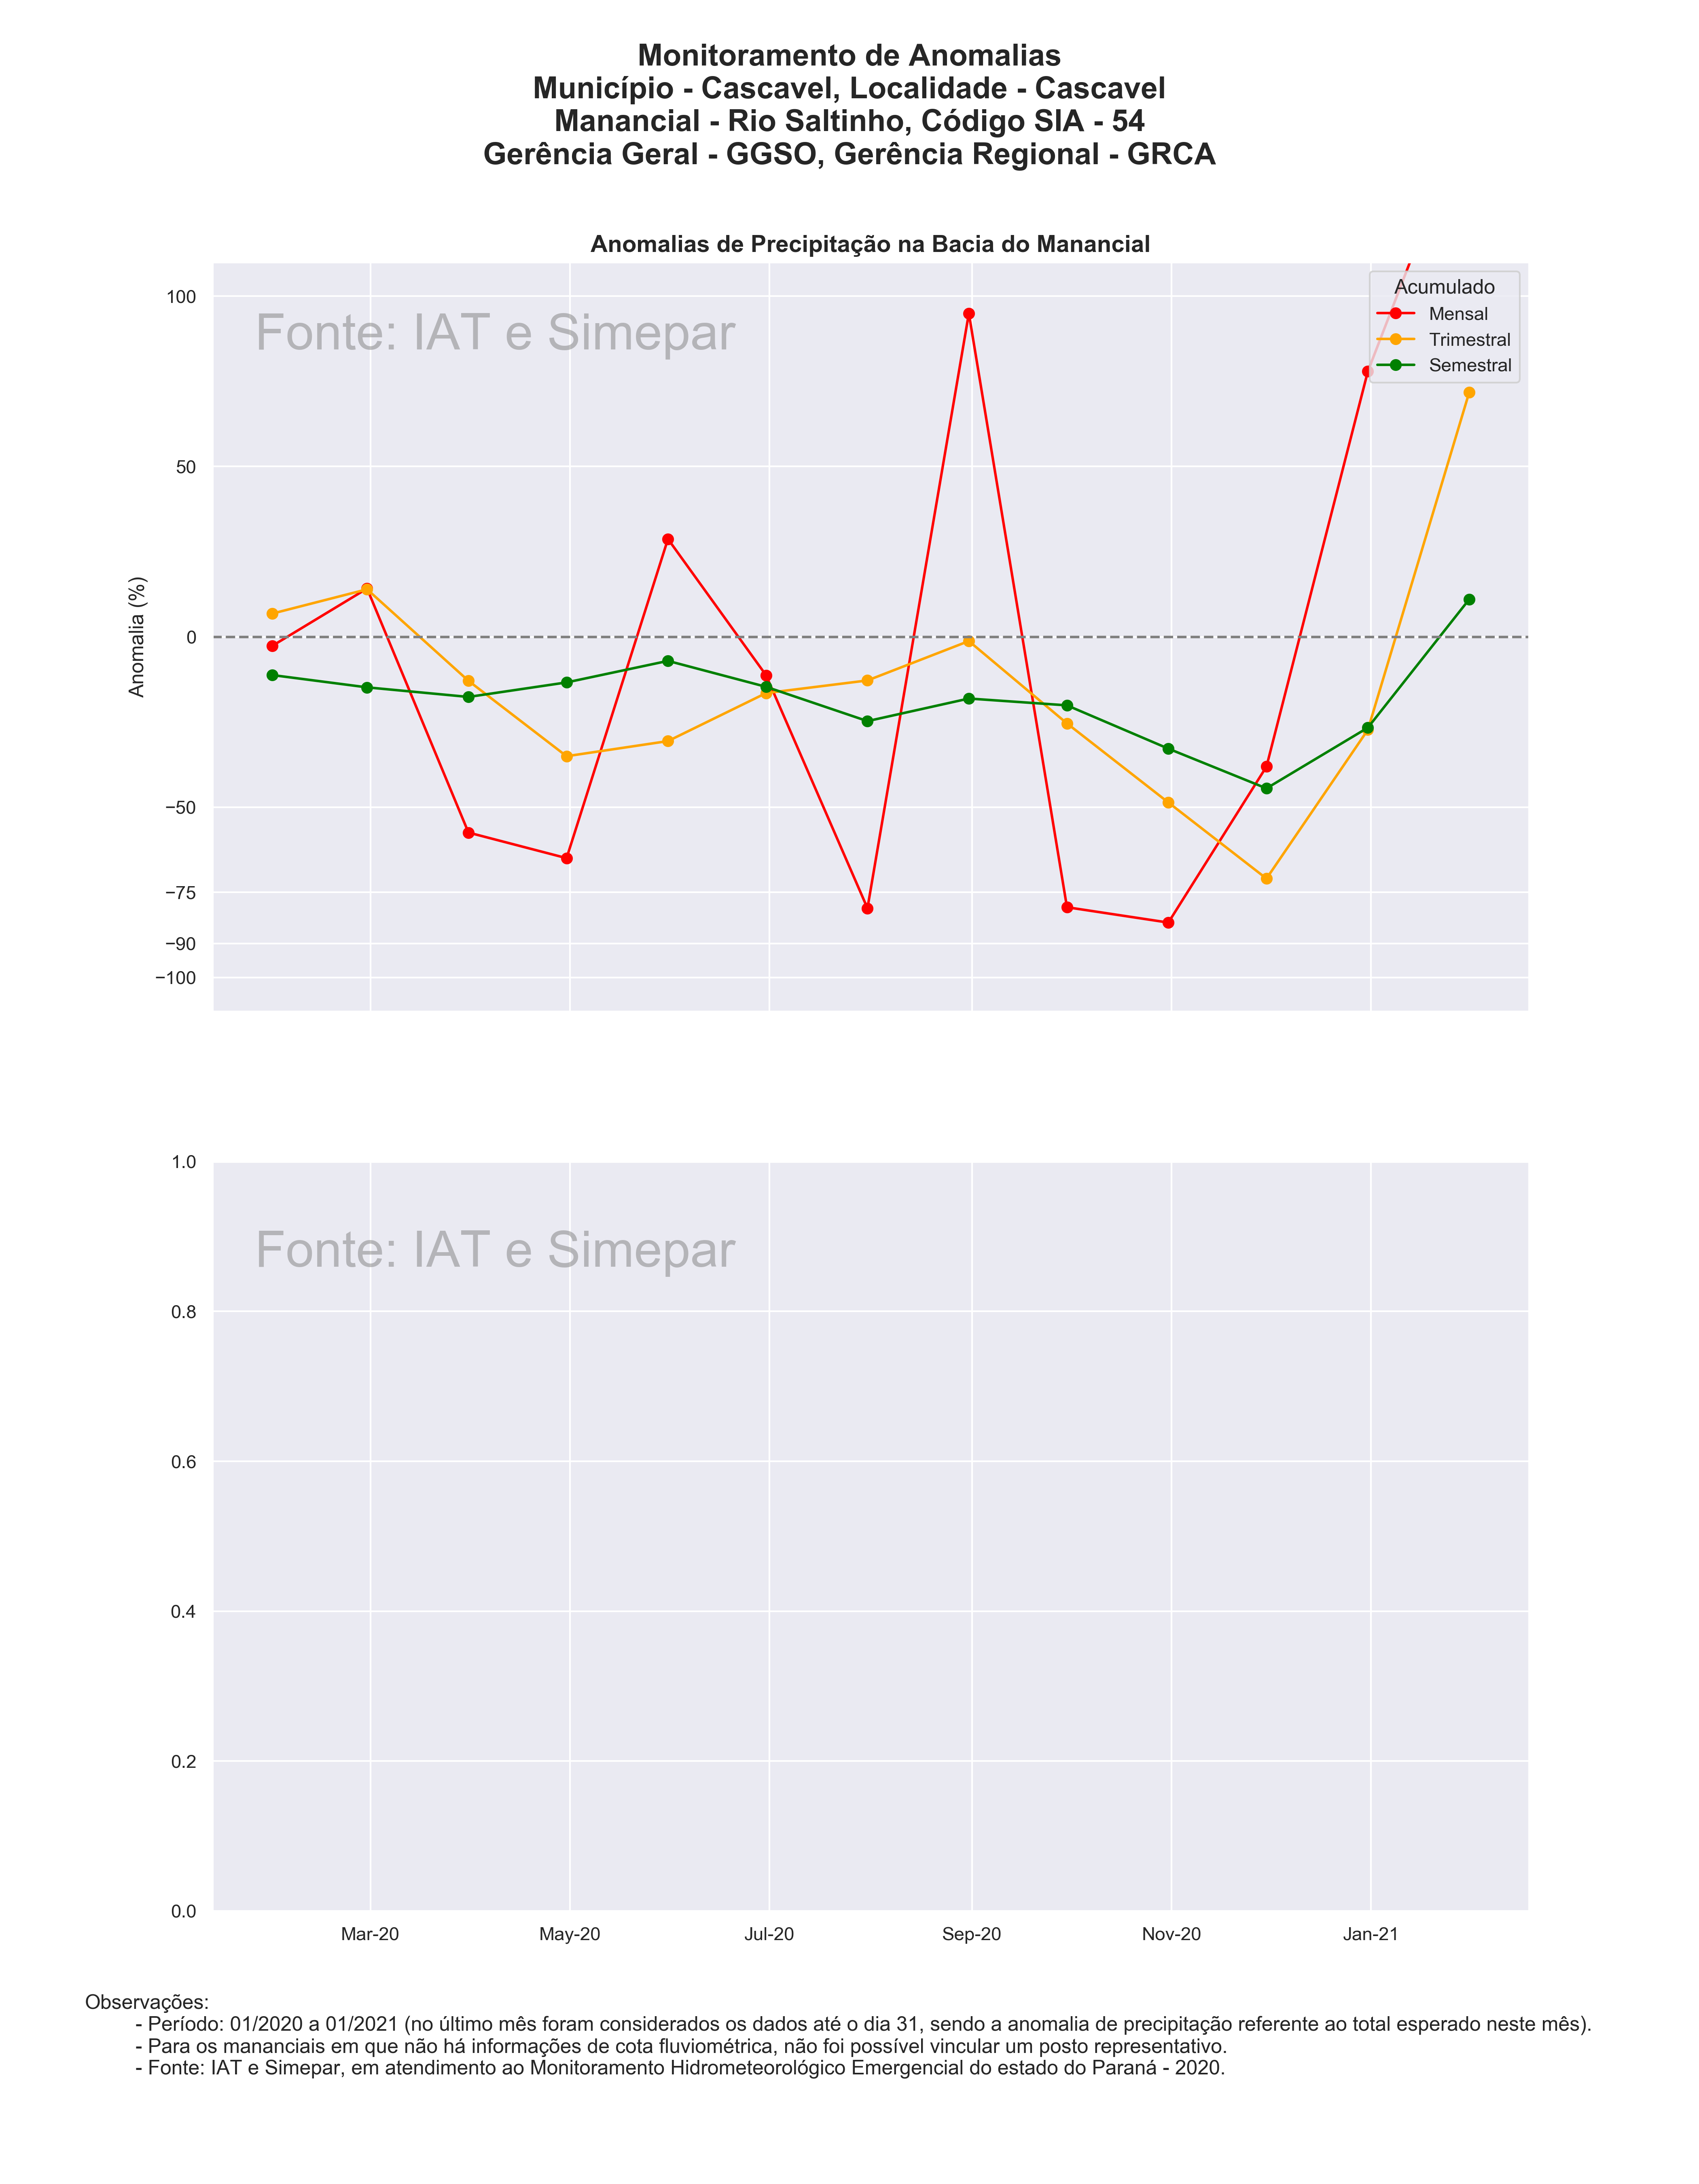 Monitoramento de Anomalias
Município - Cascavel, Localidade - Cascavel
Manancial - Rio Saltinho, Código SIA - 54
Gerência Geral - GGSO, Gerência Regional - GRCA
Anomalias de Precipitação na Bacia do Manancial
Fonte: IAT e Simepar
Acumulado
Mensal
Trimestral
Semestral
Anomalia (%)
100
50
0
−50
−75
−90
−100
Fonte: IAT e Simepar
1.0
0.8
0.6
0.4
0.2
0.0
Mar-20 May-20 Jul-20 Sep-20 Nov-20 Jan-21
Observações:
- Período: 01/2020 a 01/2021 (no último mês foram considerados os dados até o dia 31, sendo a anomalia de precipitação referente ao total esperado neste mês).
- Para os mananciais em que não há informações de cota fluviométrica, não foi possível vincular um posto representativo.
- Fonte: IAT e Simepar, em atendimento ao Monitoramento Hidrometeorológico Emergencial do estado do Paraná - 2020.